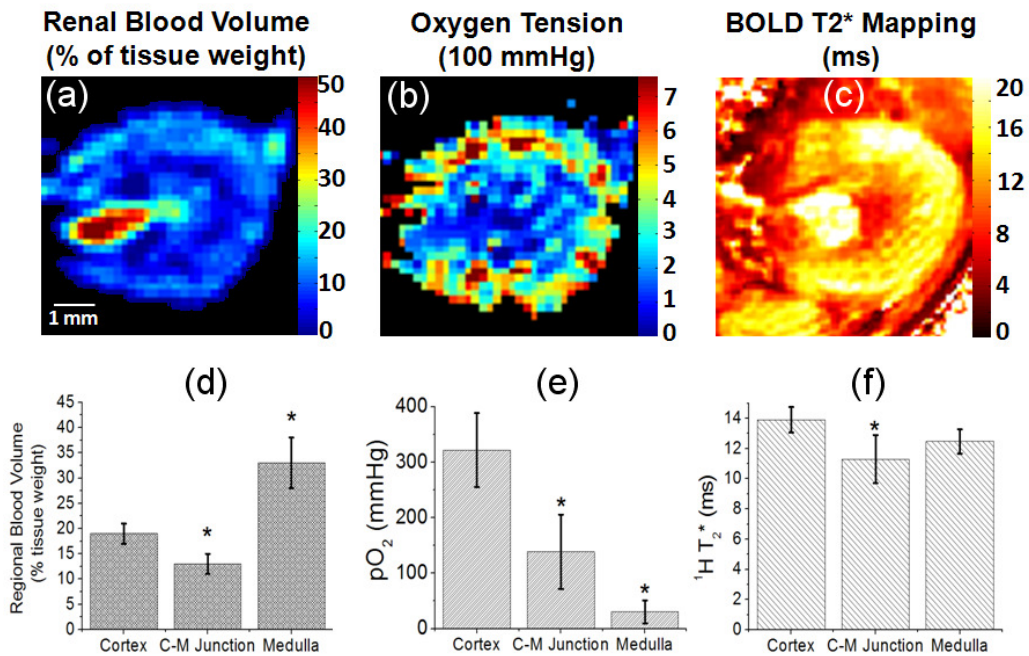 Renal Blood Volume
(% of tissue weight)
Oxygen Tension
(100 mmHg)
BOLD T2* Mapping
(ms)
(a)
1 mm
50
40
30
20
10
0
(b)
7
6
5
4
3
2
1
0
(c)
20
16
12
8
4
0
(d)
Regional Blood Volume
(% tissue weight)
45
40
35
30
25
20
15
10
5
0
*
*
Cortex C-M Junction Medulla
(e)
pO2 (mmHg)
400
300
200
100
0
*
*
Cortex C-M Junction Medulla
(f)
1H T2* (ms)
14
12
10
8
6
4
2
0
*
Cortex C-M Junction Medulla